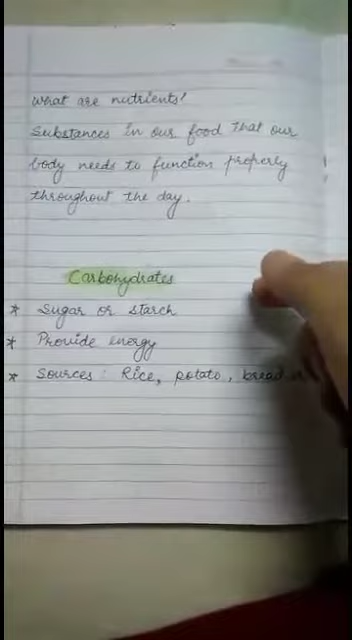 What are nutrients?
Substances in our food that our
body needs to function properly
throughout the day.
Carbohydrates
* Sugar or starch
* Provide energy
* Sources: Rice, potato, bread